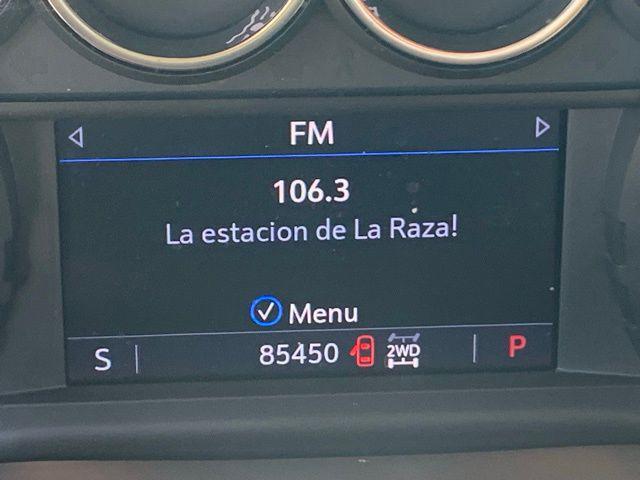 FM
106.3
La estacion de La Raza!
Menu
S 85450 2WD P